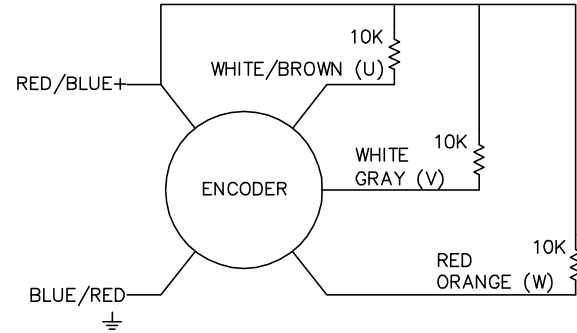 10K
WHITE/BROWN (U)
RED/BLUE+
10K
WHITE
GRAY (V)
ENCODER
10K
RED
ORANGE (W)
BLUE/RED